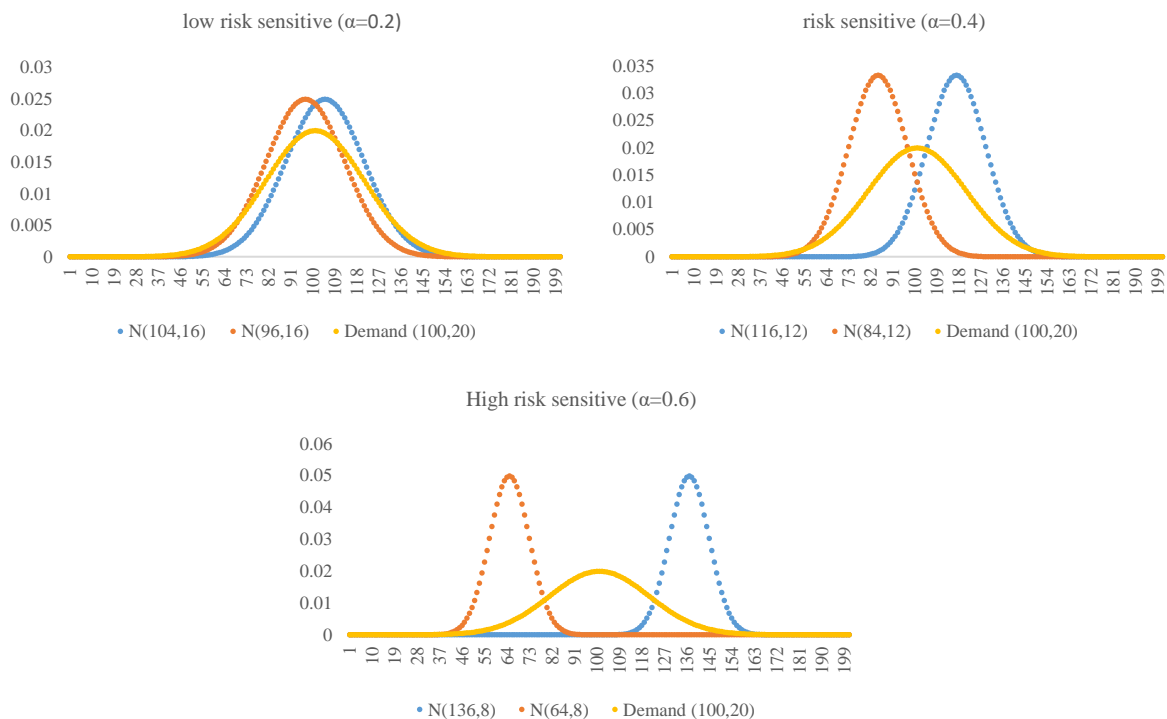 low risk sensitive (α=0.2)
0.03
0.025
0.02
0.015
0.01
0.005
0
1 10 19 28 37 46 55 64 73 82 91 100 109 118 127 136 145 154 163 172 181 190 199
N(104,16) N(96,16) Demand (100,20)
risk sensitive (α=0.4)
0.035
0.03
0.025
0.02
0.015
0.01
0.005
0
1 10 19 28 37 46 55 64 73 82 91 100 109 118 127 136 145 154 163 172 181 190 199
N(116,12) N(84,12) Demand (100,20)
High risk sensitive (α=0.6)
0.06
0.05
0.04
0.03
0.02
0.01
0
1 10 19 28 37 46 55 64 73 82 91 100 109 118 127 136 145 154 163 172 181 190 199
N(136,8) N(64,8) Demand (100,20)